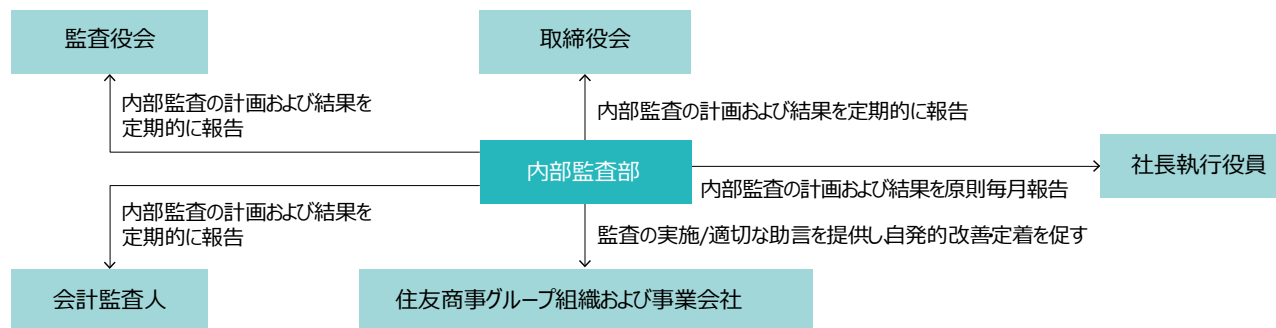 監査役会
取締役会
内部監査の計画および結果を
定期的に報告
内部監査の計画および結果を定期的に報告
内部監査部
社長執行役員
内部監査の計画および結果を原則毎月報告
内部監査の計画および結果を
定期的に報告
監査の実施/適切な助言を提供し、自発的改善・定着を促す
会計監査人
住友商事グループ組織および事業会社